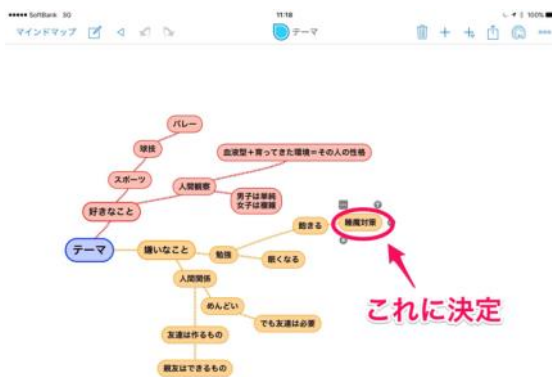 SoftBank 3G
11:18
100%
マインドマップ
テーマ
バレー
球技
スポーツ
好きなこと
人間観察
血液型+育ってきた環境=その人の性格
男子は単純
女子は複雑
テーマ
嫌いなこと
勉強
飽きる
睡魔対策
眠くなる
人間関係
めんどい
でも友達は必要
友達は作るもの
親友はできるもの
これに決定